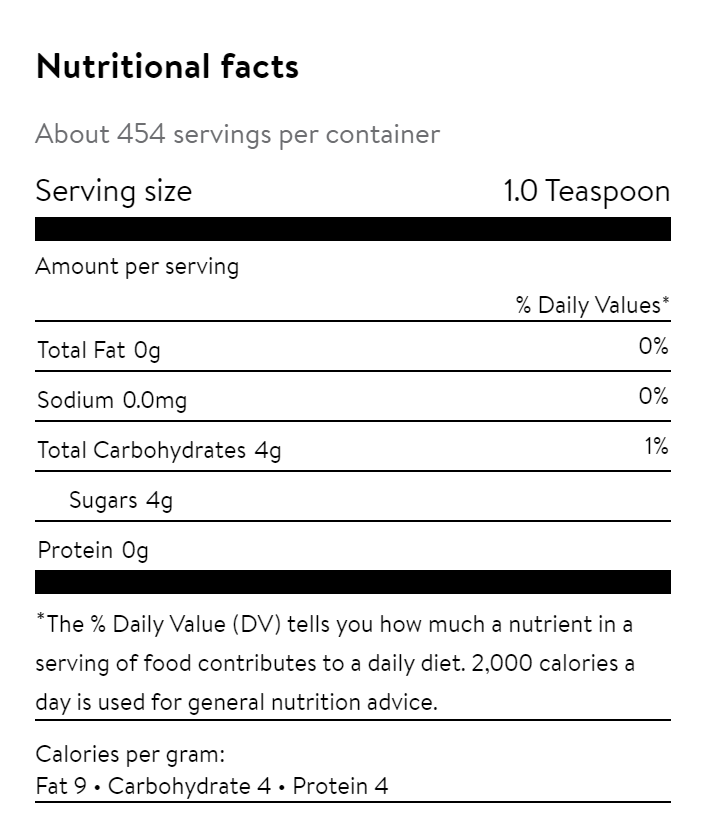 Nutritional facts
About 454 servings per container
Serving size 1.0 Teaspoon
Amount per serving
% Daily Values*
Total Fat 0g 0%
Sodium 0.0mg 0%
Total Carbohydrates 4g 1%
Sugars 4g
Protein 0g
*The % Daily Value (DV) tells you how much a nutrient in a
serving of food contributes to a daily diet. 2,000 calories a
day is used for general nutrition advice.
Calories per gram:
Fat 9 • Carbohydrate 4 • Protein 4